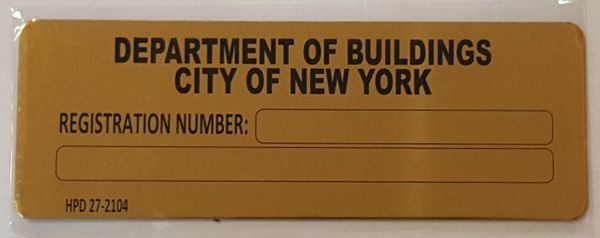 DEPARTMENT OF BUILDINGS
CITY OF NEW YORK
REGISTRATION NUMBER:
HPD 27-2104